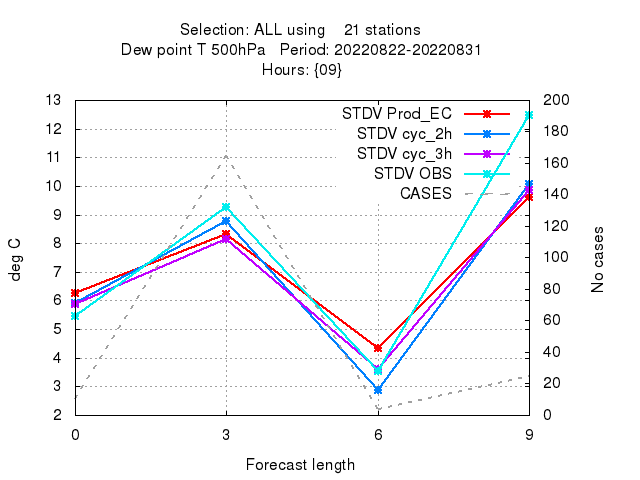 Selection: ALL using    21 stations
Dew point T 500hPa   Period: 20220822-20220831
Hours: {09}
STDV Prod_EC
STDV cyc_2h
STDV cyc_3h
STDV OBS
CASES
deg C
13
12
11
10
9
8
7
6
5
4
3
2
200
180
160
140
120
100
80
60
40
20
0
No cases
0 3 6 9
Forecast length